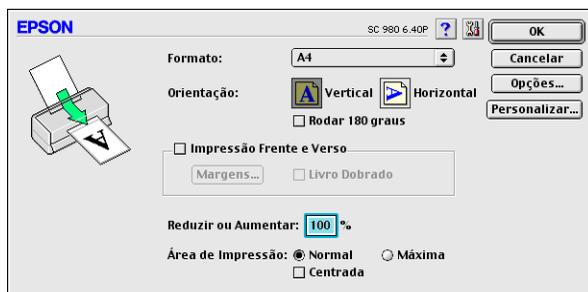 EPSON
SC 980 6.40P
?
OK
Formato: A4
Cancelar
Orientação: A Vertical A Horizontal
Opções...
Rodar 180 graus
Personalizar...
A
Impressão Frente e Verso
Margens... Livro Dobrado
Reduzir ou Aumentar: 100 %
Área de Impressão: Normal Máxima
Centrada